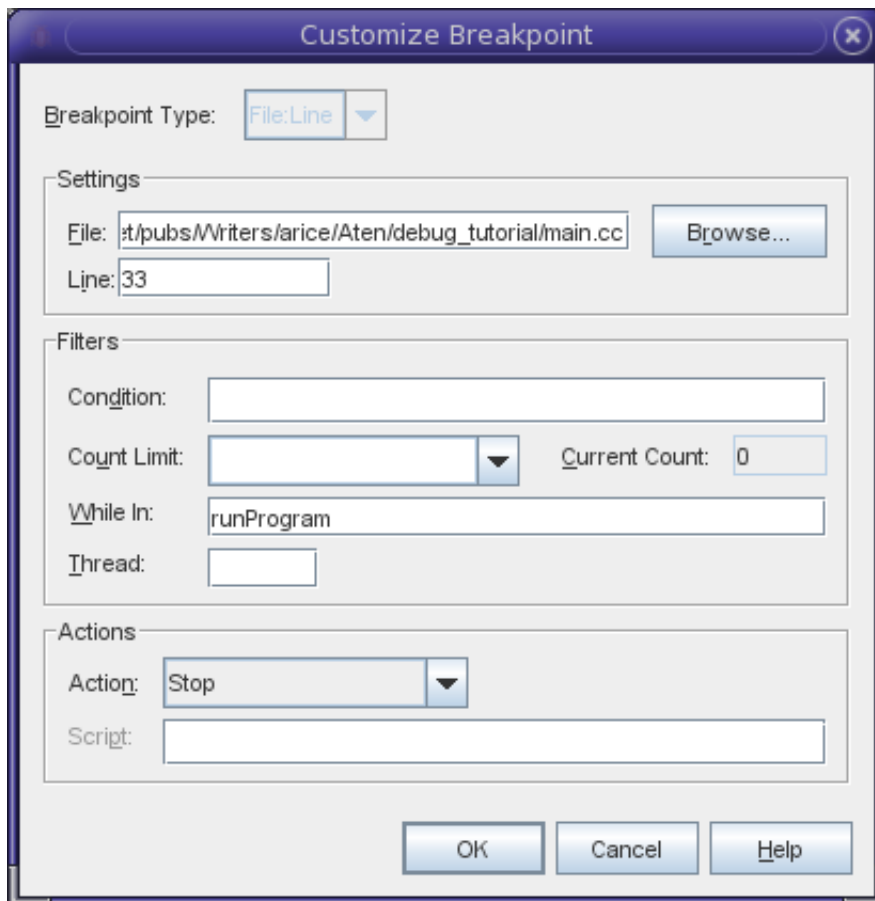 Customize Breakpoint
Breakpoint Type: File:Line
Settings
File: et/pubs/Writers/arice/Aten/debug_tutorial/main.cc Browse...
Line: 33
Filters
Condition:
Count Limit: Current Count: 0
While In: runProgram
Thread:
Actions
Action: Stop
Script:
OK Cancel Help